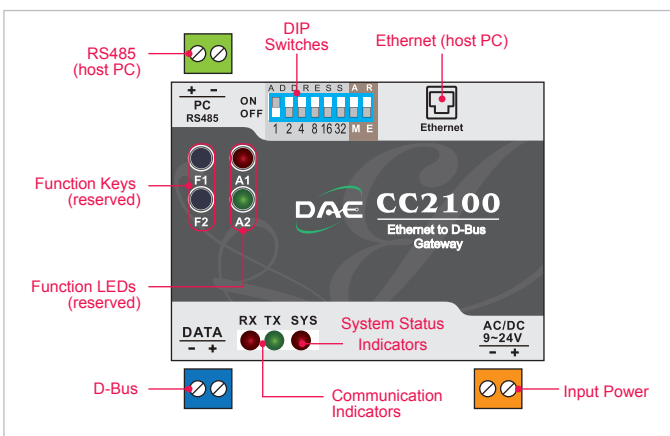 RS485
(host PC)
DIP
Switches
Ethernet (host PC)
+ -
PC
RS485
ON
OFF
A D D R E S S A R
1 2 4 8 16 32 M E
Ethernet
Function Keys
(reserved)
F1
A1
F2
A2
DAE
CC2100
Ethernet to D-Bus
Gateway
Function LEDs
(reserved)
RX TX SYS
System Status
Indicators
DATA
- +
AC/DC
9~24V
- +
D-Bus
Communication
Indicators
Input Power